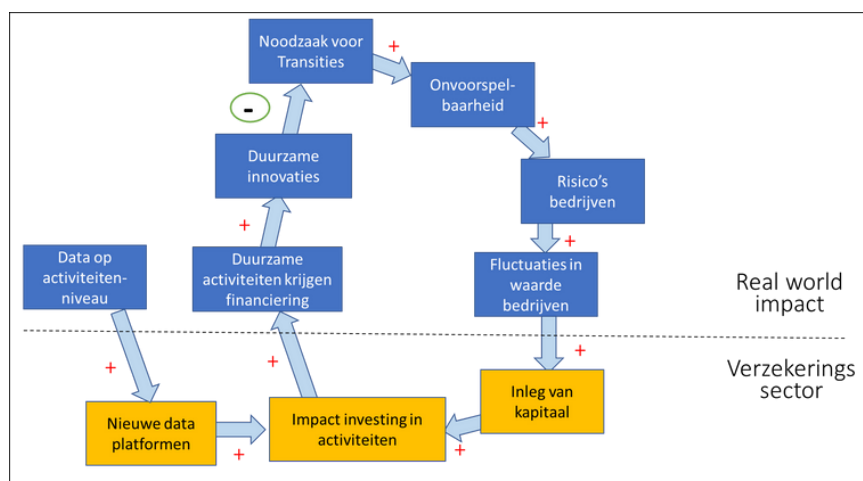 Noodzaak voor
Transities
+
Onvoorspel-
baarheid
-
+
Duurzame
innovaties
Risico's
bedrijven
+
+
Data op
activiteiten-
niveau
Duurzame
activiteiten krijgen
financiering
Fluctuaties in
waarde
bedrijven
Real world
impact
+
+
+
Verzekerings
sector
Nieuwe data
platformen
Impact investing in
activiteiten
Inleg van
kapitaal
+
+